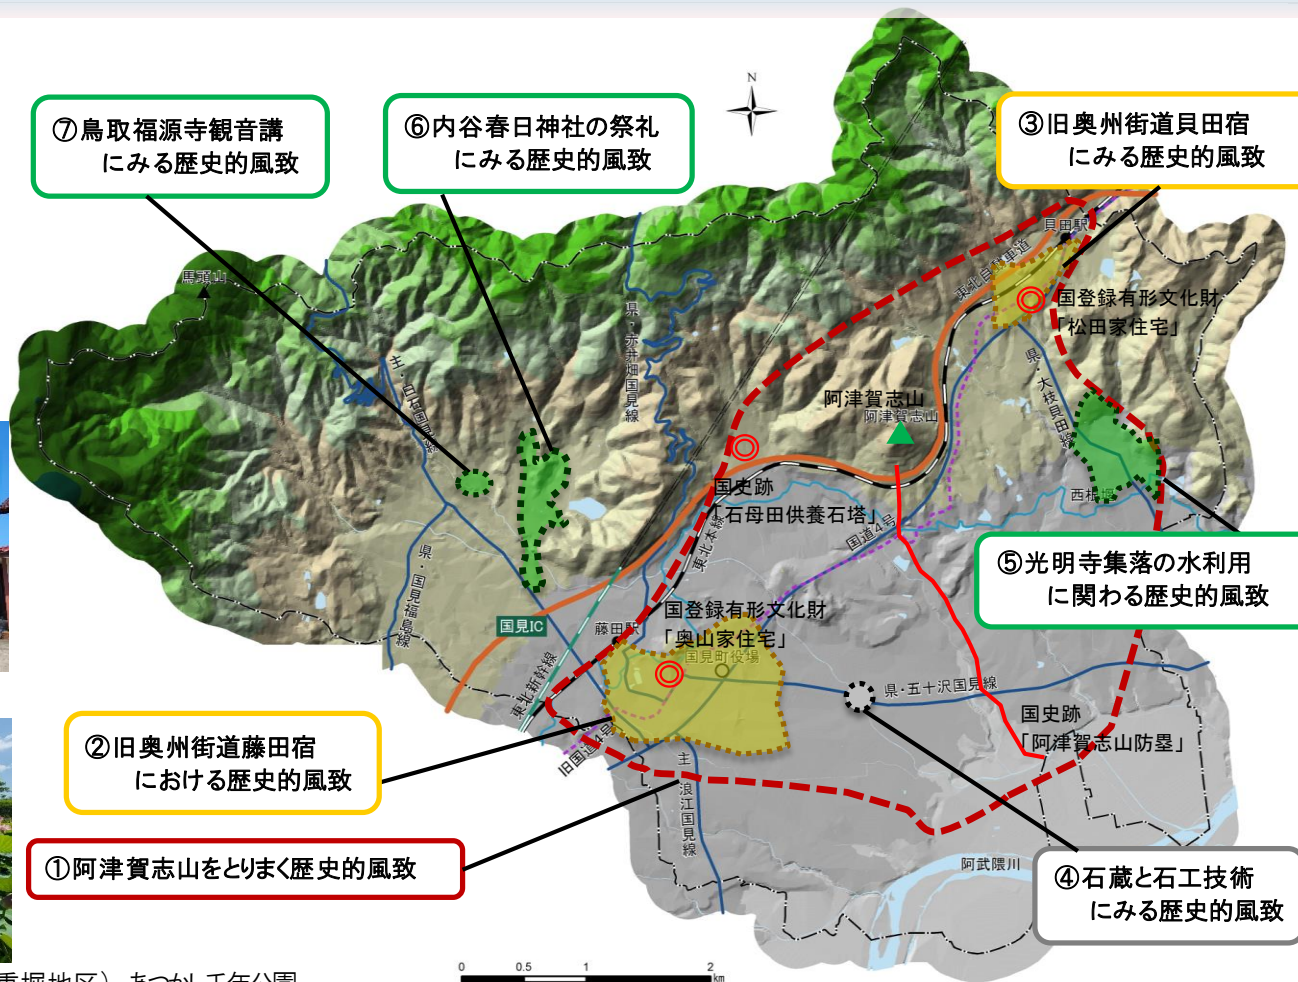 N
⑦鳥取福源寺観音講
にみる歴史的風致
⑥内谷春日神社の祭礼
にみる歴史的風致
③旧奥州街道貝田宿
にみる歴史的風致
貝田駅
東北自動車道
馬頭山
国登録有形文化財
「松田家住宅」
県・赤井畑国見線
主・白石国見線
県・大枝貝田線
阿津賀志山
阿津賀志山
国史跡
「石母田供養石塔」
西根堰
東北本線
国道4号
⑤光明寺集落の水利用
に関わる歴史的風致
県・国見福島線
国見IC
藤田駅
国登録有形文化財
「奥山家住宅」
国見町役場
東北新幹線
県・五十沢国見線
国史跡
「阿津賀志山防塁」
②旧奥州街道藤田宿
における歴史的風致
旧国道4号
主・浪江国見線
①阿津賀志山をとりまく歴史的風致
阿武隈川
④石蔵と石工技術
にみる歴史的風致
0 0.5 1 2
km